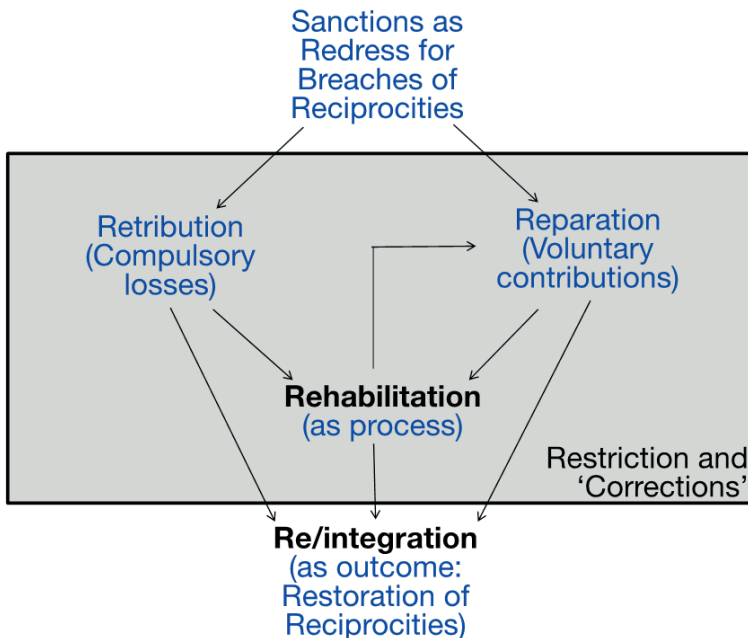 Sanctions as
Redress for
Breaches of
Reciprocities
Retribution
(Compulsory
losses)
Reparation
(Voluntary
contributions)
Rehabilitation
(as process)
Restriction and
‘Corrections’
Re/integration
(as outcome:
Restoration of
Reciprocities)